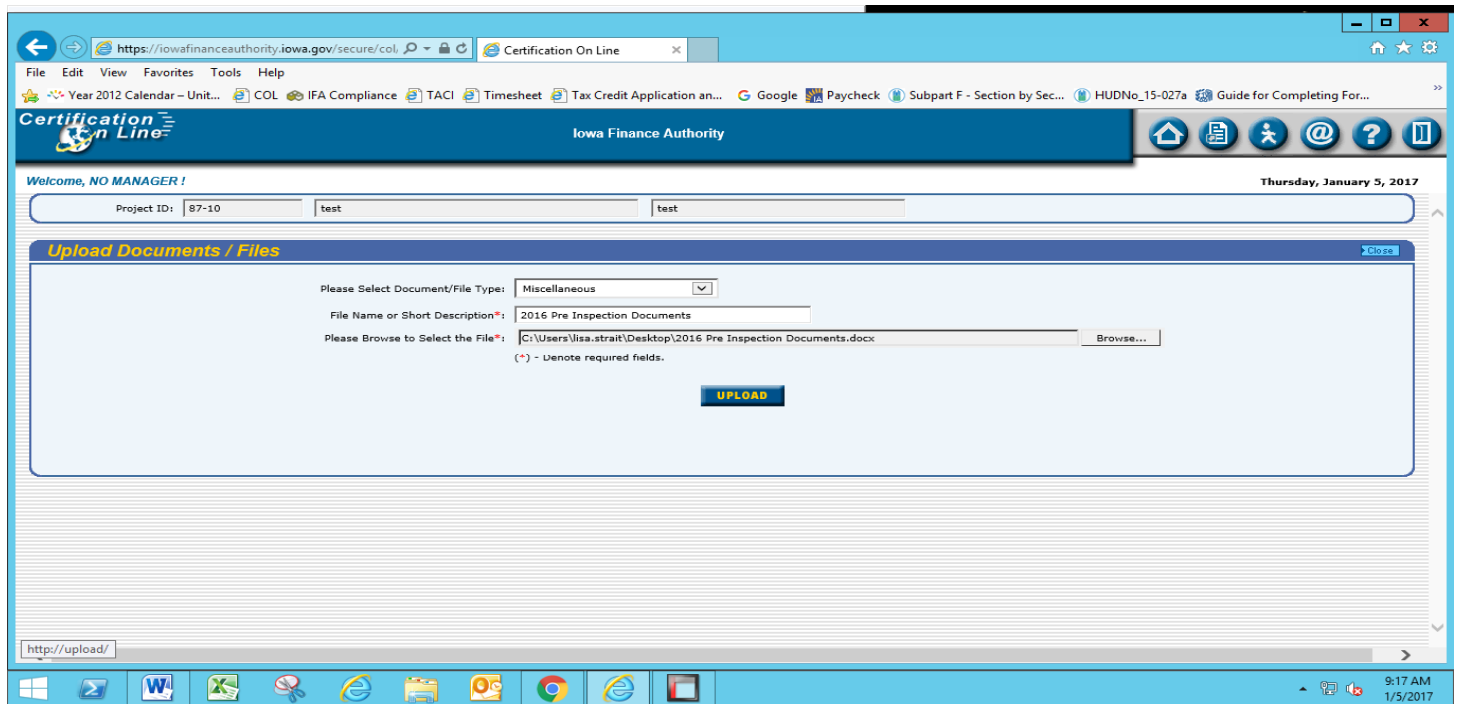 https://iowafinanceauthority.iowa.gov/secure/col
Certification On Line
File Edit View Favorites Tools Help
Year 2012 Calendar – Unit... COL IFA Compliance TACI Timesheet Tax Credit Application an... Google Paycheck Subpart F - Section by Sec... HUDNo_15-027a Guide for Completing For...
Certification
On Line
Iowa Finance Authority
Welcome, NO MANAGER !
Thursday, January 5, 2017
Project ID: 87-10 test test
Upload Documents / Files
Close
Please Select Document/File Type: Miscellaneous
File Name or Short Description*: 2016 Pre Inspection Documents
Please Browse to Select the File*: C:\Users\lisa.strait\Desktop\2016 Pre Inspection Documents.docx Browse...
(*) - Denote required fields.
UPLOAD
http://upload/
9:17 AM
1/5/2017